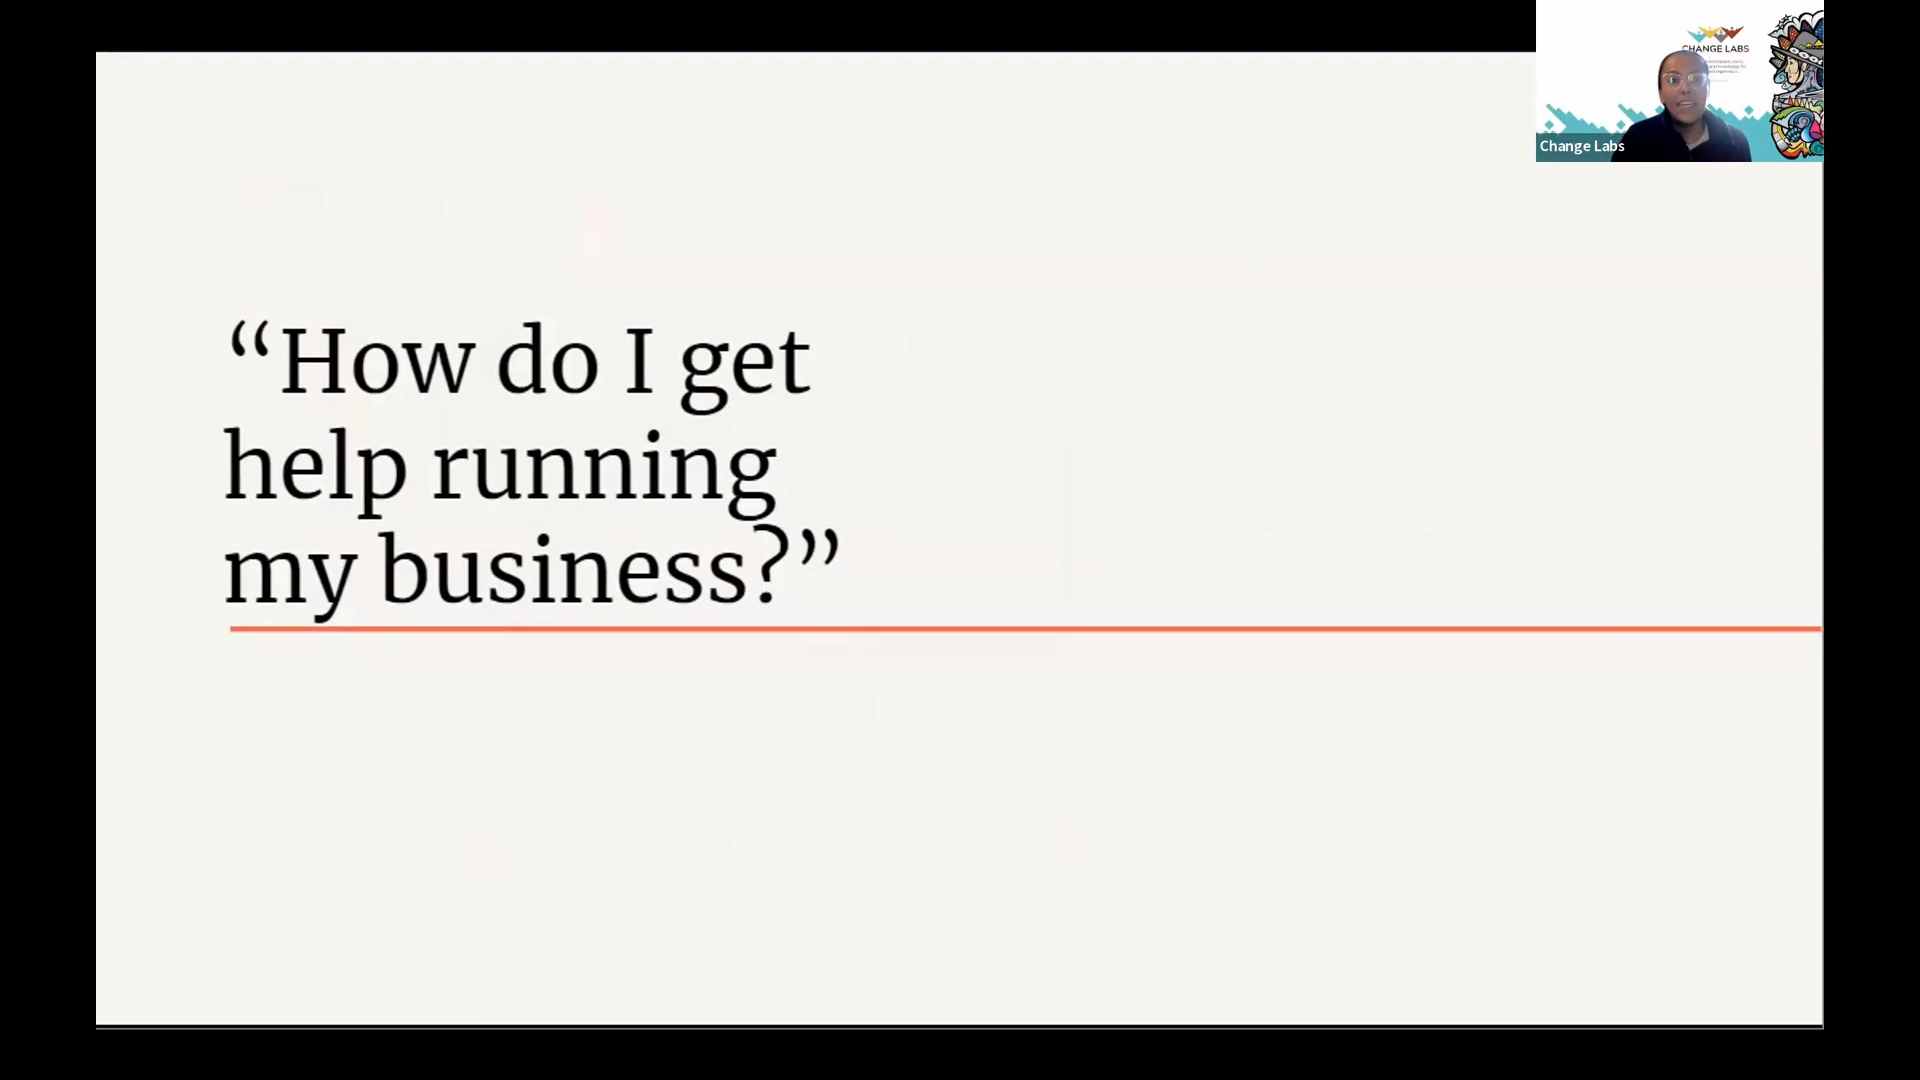 CHANGE LABS
Change Labs
“How do I get
help running
my business?”